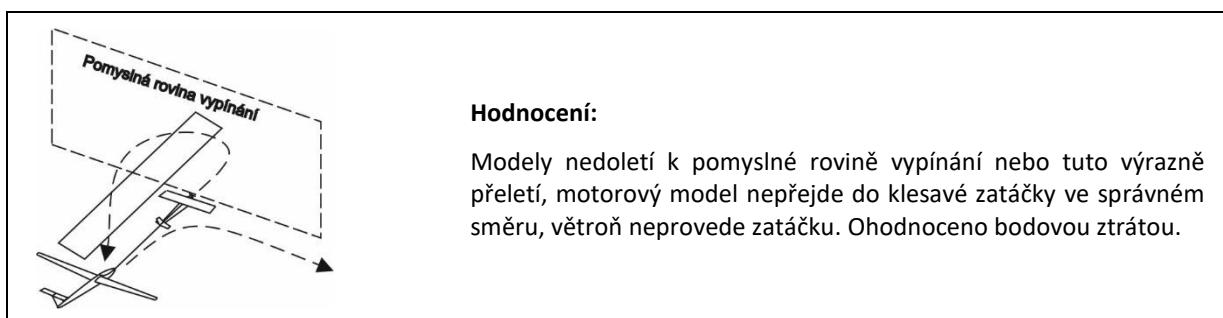 Pomyslná rovina vypínání
Hodnocení:
Modely nedoletí k pomyslné rovině vypínání nebo tuto výrazně
přeletí, motorový model nepřejde do klesavé zatáčky ve správném
směru, větroň neprovede zatáčku. Ohodnoceno bodovou ztrátou.